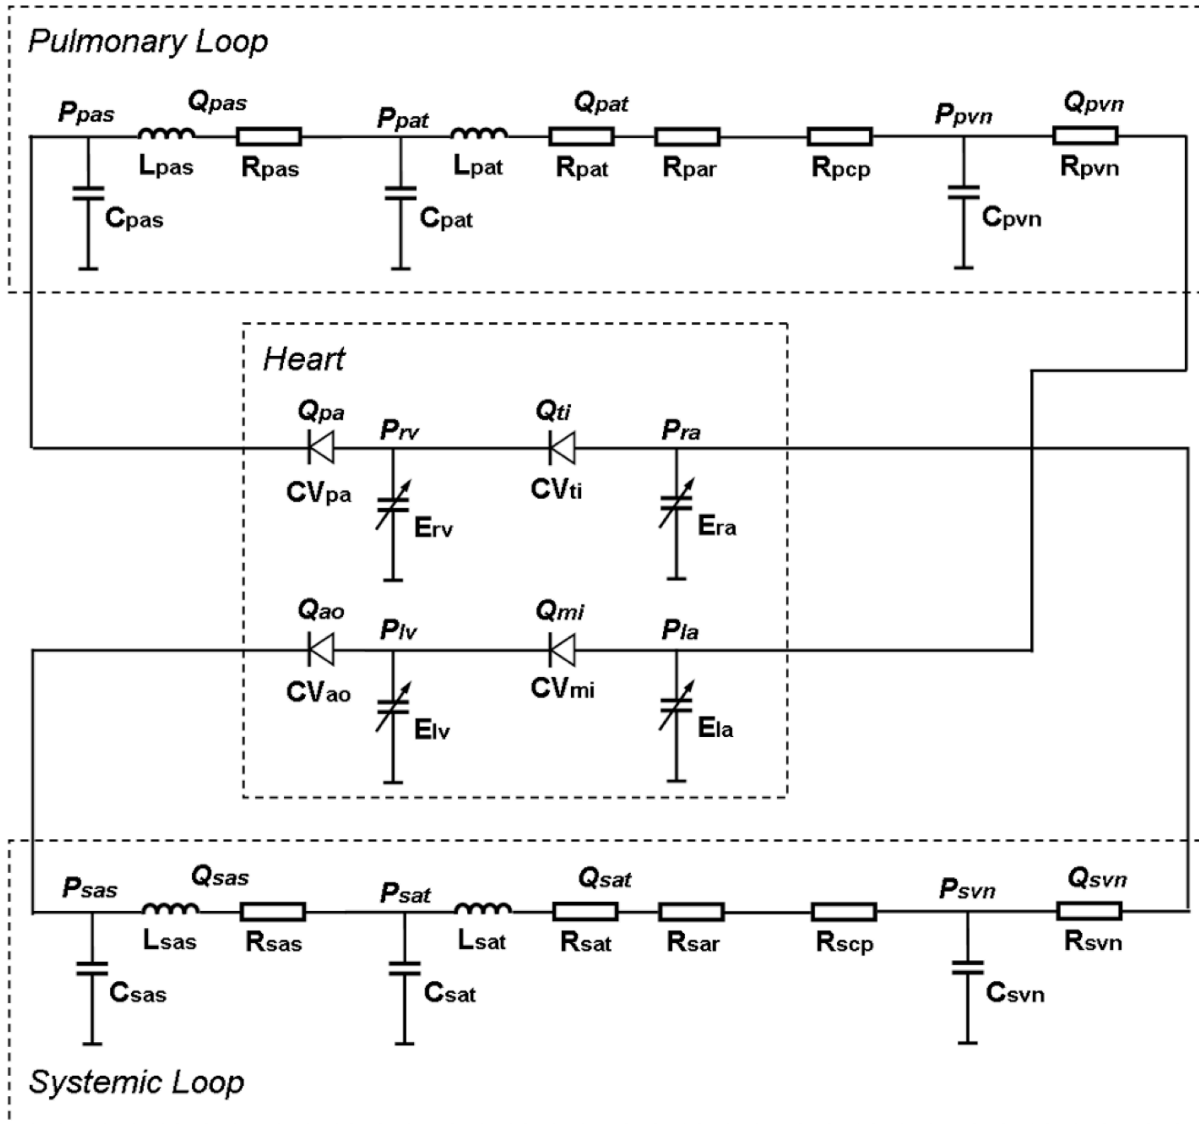 Pulmonary Loop
Ppas Qpas Ppat Qpat Ppvn Qpvn
Lpas Rpas Lpat Rpat Rpar Rpcp Rpvn
Cpas Cpat Cpvn
Heart
Qpa Prv Qti Pra
CVpa CVti
Erv Era
Qao Plv Qmi Pla
CVao CVmi
Elv Ela
Psas Qsas Psat Qsat Psvn Qsvn
Lsas Rsas Lsat Rsat Rsar Rscp Rsvn
Csas Csat Csvn
Systemic Loop